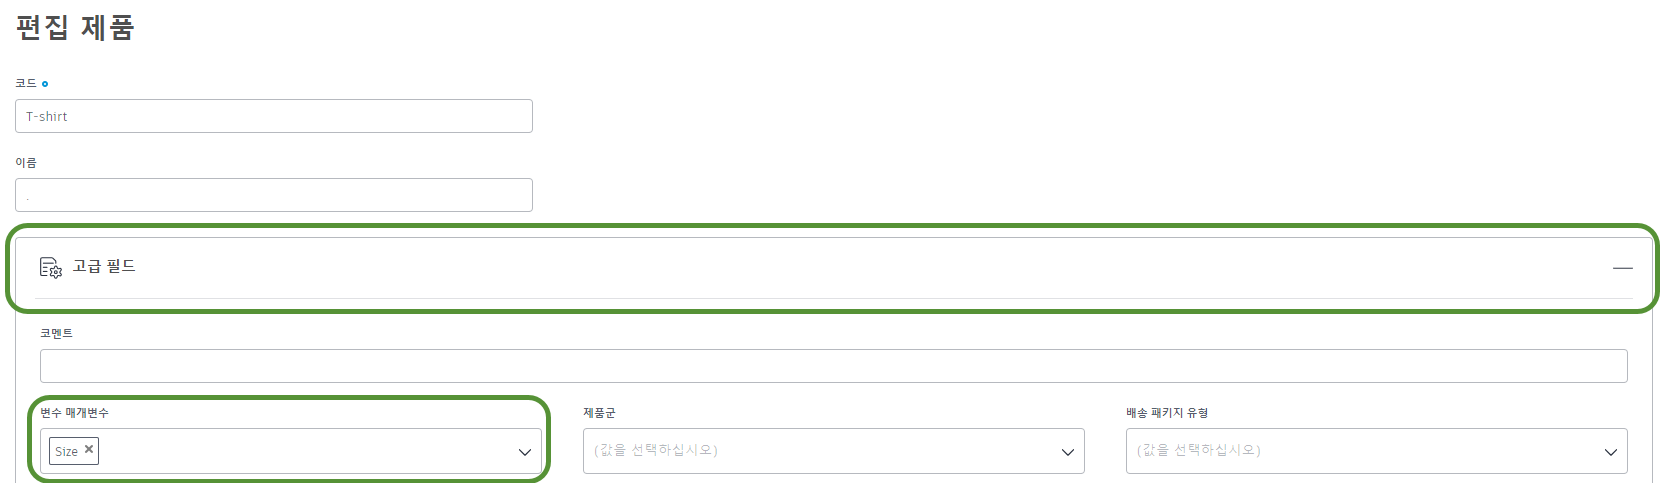 편집 제품
코드
T-shirt
이름
.
고급 필드
코멘트
변수 매개변수 제품군 배송 패키지 유형
Size × (값을 선택하십시오) (값을 선택하십시오)